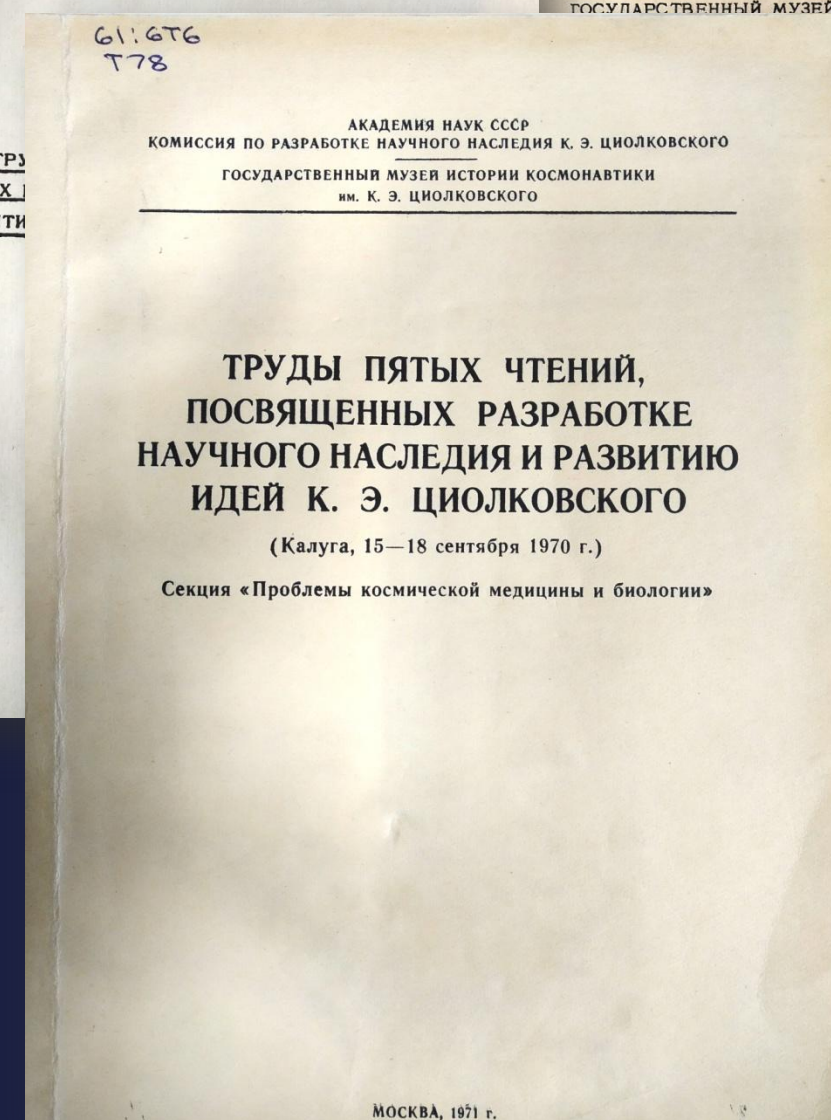 ГОСУДАРСТВЕННЫЙ МУЗЕЙ
61:6Т6
Т78
АКАДЕМИЯ НАУК СССР
КОМИССИЯ ПО РАЗРАБОТКЕ НАУЧНОГО НАСЛЕДИЯ К. Э. ЦИОЛКОВСКОГО
ГОСУДАРСТВЕННЫЙ МУЗЕЙ ИСТОРИИ КОСМОНАВТИКИ
им. К. Э. ЦИОЛКОВСКОГО
ТРУДЫ ПЯТЫХ ЧТЕНИЙ,
ПОСВЯЩЕННЫХ РАЗРАБОТКЕ
НАУЧНОГО НАСЛЕДИЯ И РАЗВИТИЮ
ИДЕЙ К. Э. ЦИОЛКОВСКОГО
(Калуга, 15—18 сентября 1970 г.)
Секция «Проблемы космической медицины и биологии»
МОСКВА, 1971 г.